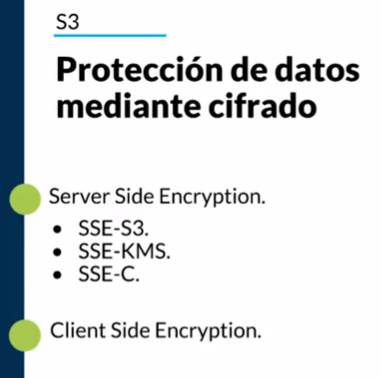 S3
Protección de datos
mediante cifrado
Server Side Encryption.
• SSE-S3.
• SSE-KMS.
• SSE-C.
Client Side Encryption.